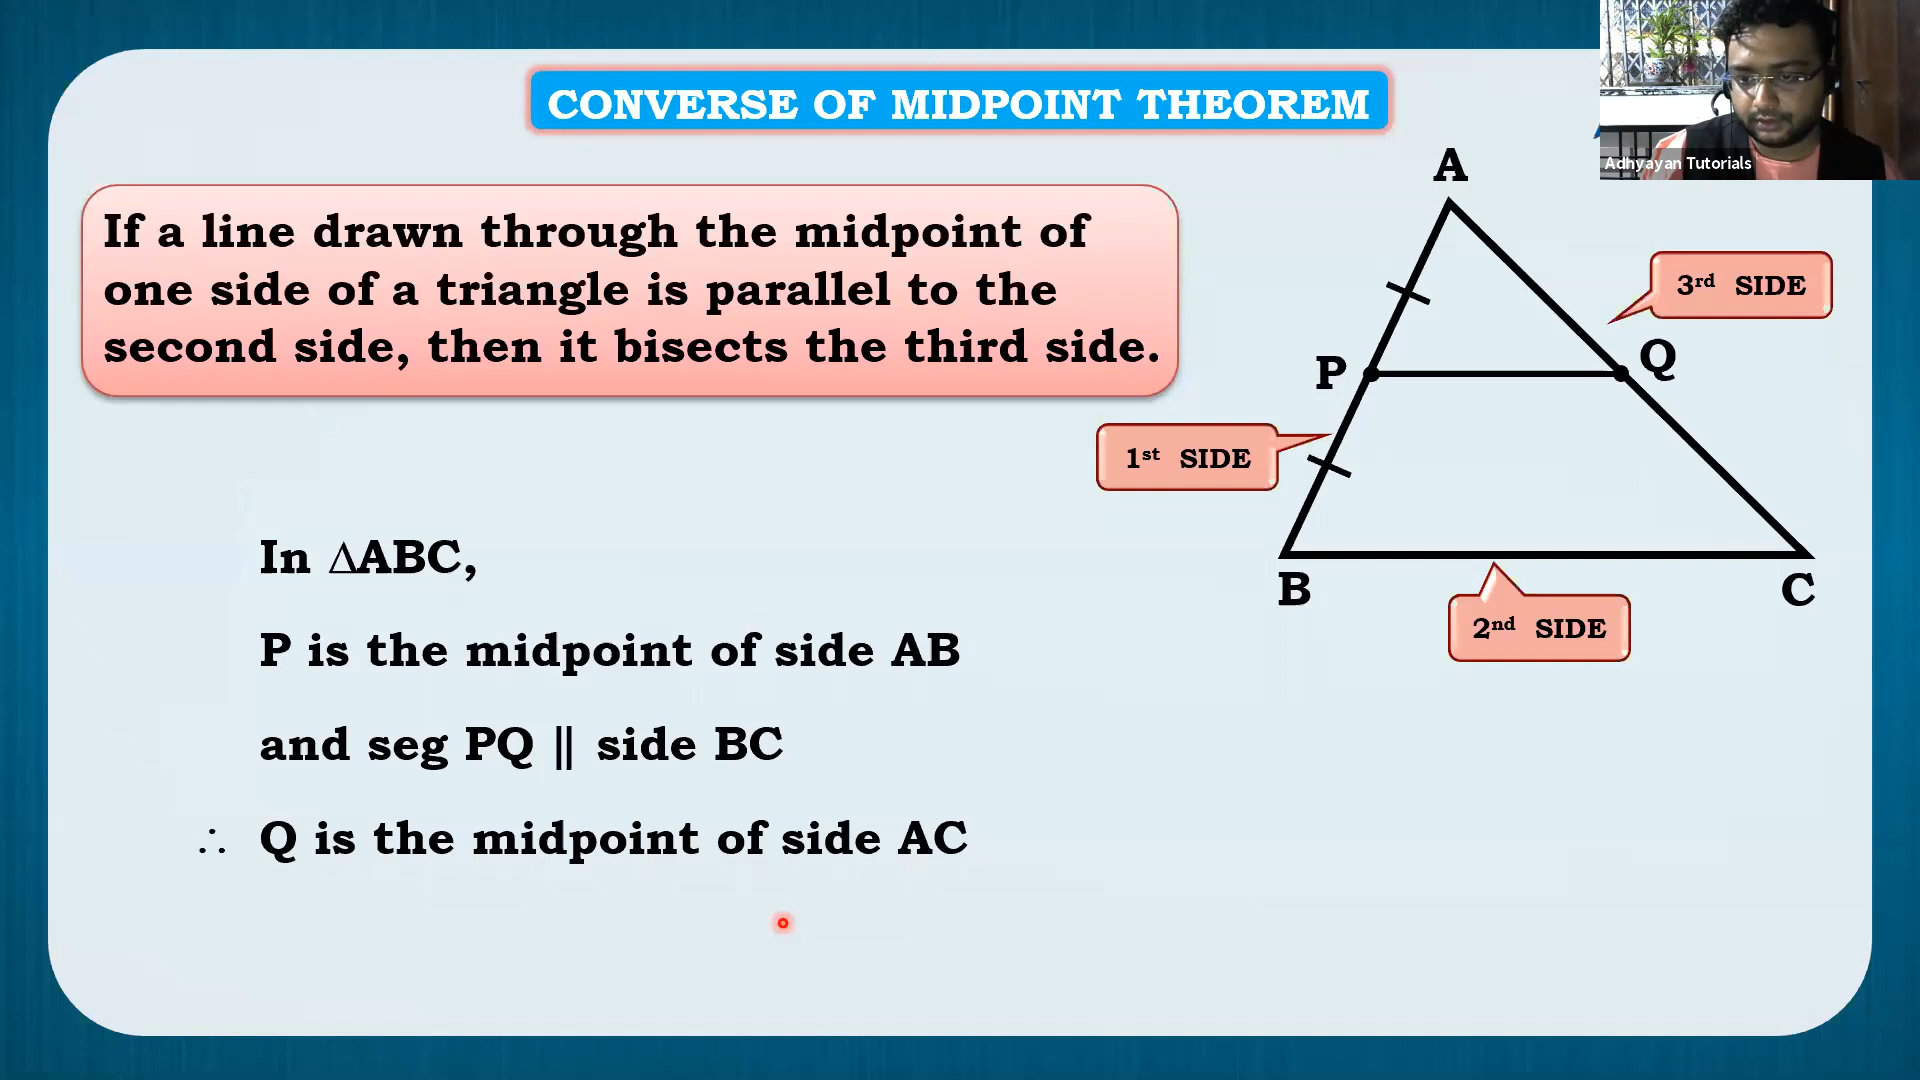 CONVERSE OF MIDPOINT THEOREM
Adhyayan Tutorials
If a line drawn through the midpoint of
one side of a triangle is parallel to the
second side, then it bisects the third side.
A
3rd SIDE
P
Q
1st SIDE
B
C
2nd SIDE
In ∆ABC,
P is the midpoint of side AB
and seg PQ || side BC
∴ Q is the midpoint of side AC